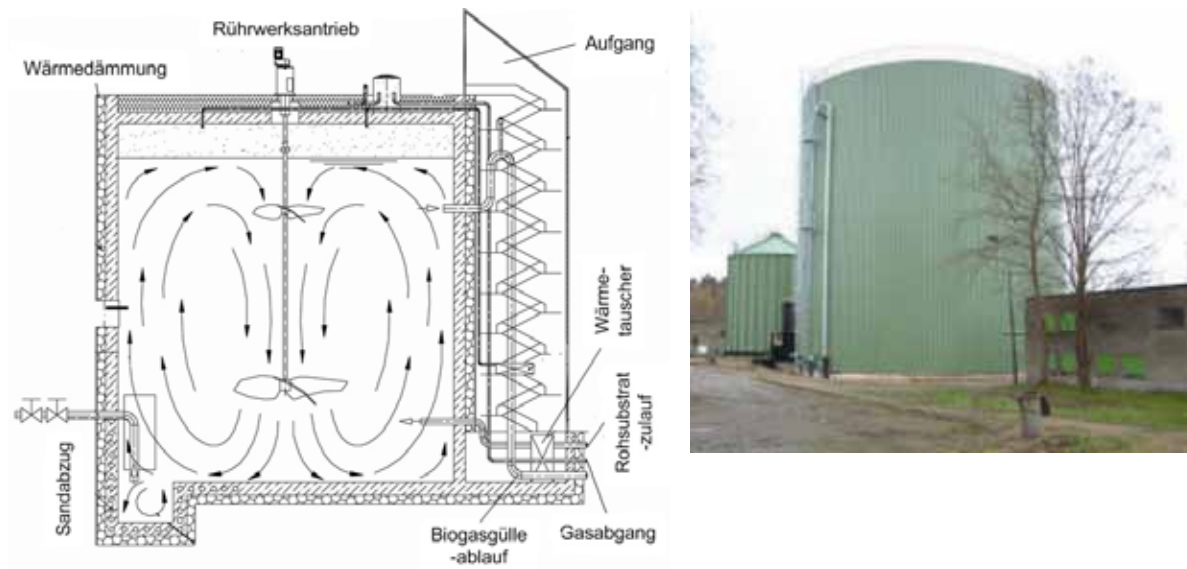 Rührwerksantrieb
Aufgang
Wärmedämmung
Wärme-
tauscher
Rohsubstrat
-zulauf
Sandabzug
Biogasgülle
-ablauf
Gasabgang